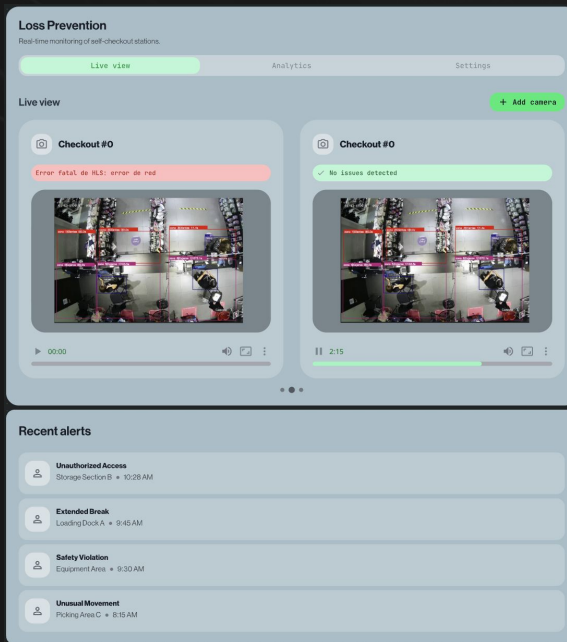 Loss Prevention
Real-time monitoring of self-checkout stations.
Live view
Analytics
Settings
Live view
+ Add camera
Checkout #0
Error fatal de HLS: error de red
00:00
Checkout #0
No issues detected
2:15
Recent alerts
Unauthorized Access
Storage Section B • 10:28 AM
Extended Break
Loading Dock A • 9:45 AM
Safety Violation
Equipment Area • 9:30 AM
Unusual Movement
Picking Area C • 8:15 AM